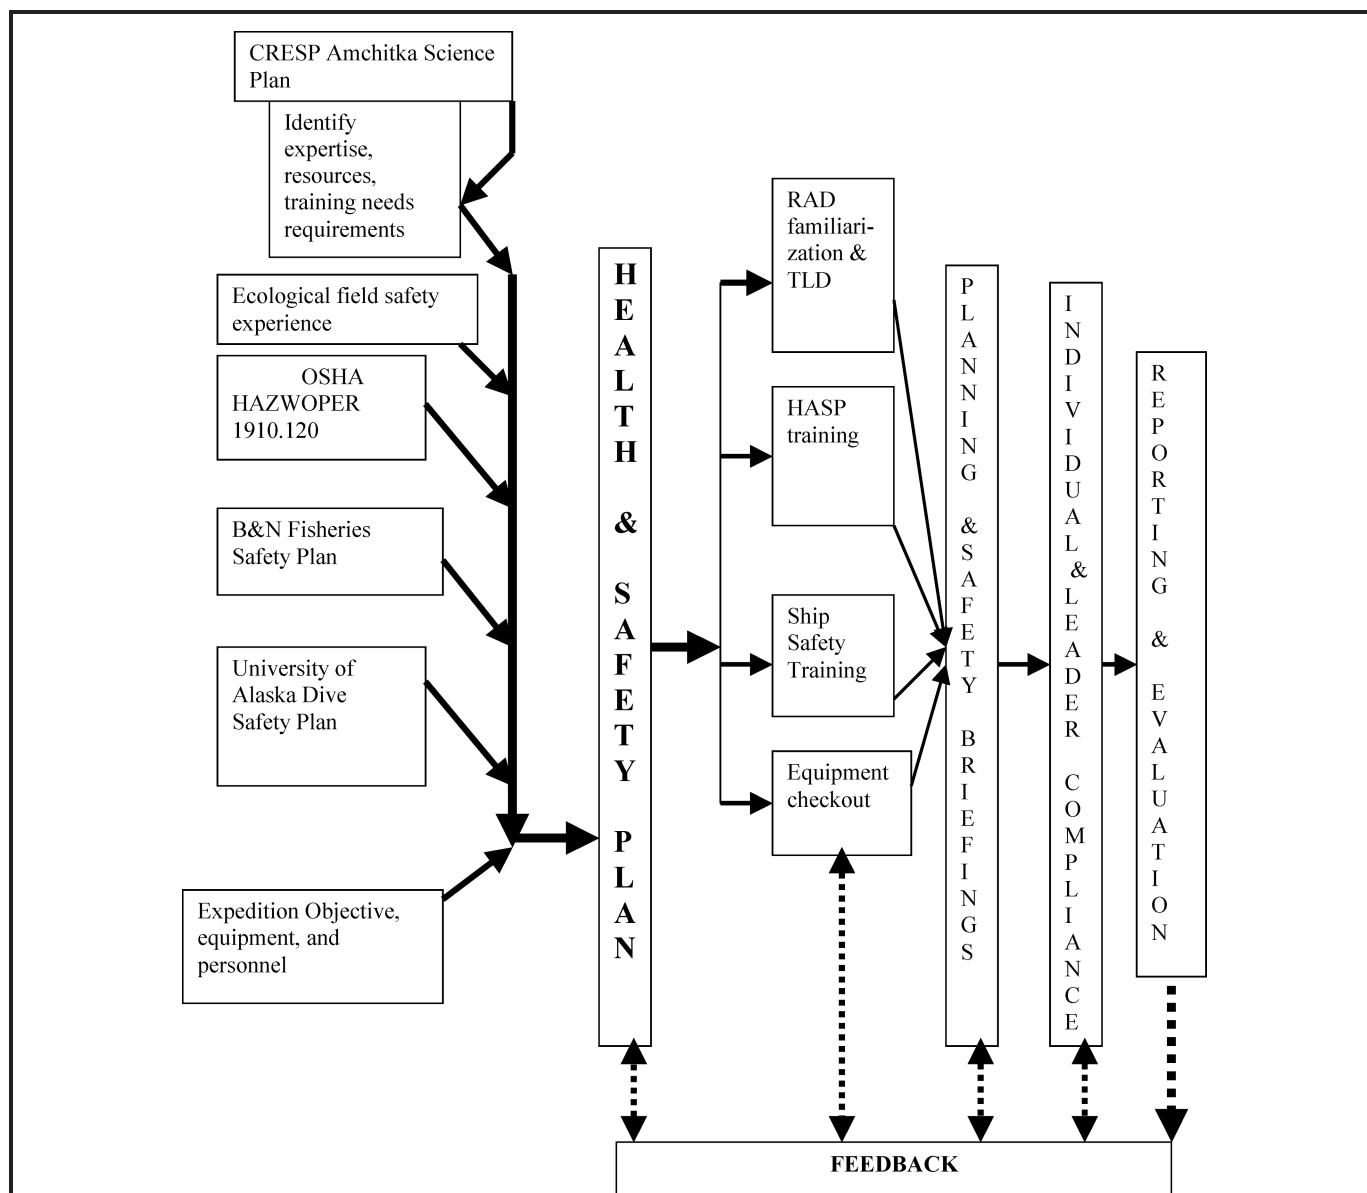 CRESP Amchitka Science
Plan
Identify
expertise,
resources,
training needs
requirements
Ecological field safety
experience
OSHA
HAZWOPER
1910.120
B&N Fisheries
Safety Plan
University of
Alaska Dive
Safety Plan
Expedition Objective,
equipment, and
personnel
HEALTH & SAFETY PLAN
RAD
familiari-
zation &
TLD
HASP
training
Ship
Safety
Training
Equipment
checkout
PLANNING &SAFETY BRIEFINGS
INDIVIDUAL&LEADER COMPLIANCE
REPORTING & EVALUATION
FEEDBACK